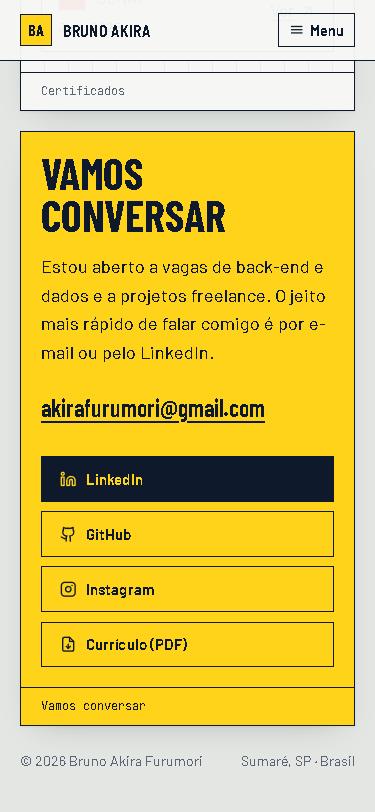 BA BRUNO AKIRA Menu
Certificados
VAMOS
CONVERSAR
Estou aberto a vagas de back-end e
dados e a projetos freelance. O jeito
mais rápido de falar comigo é por e-
mail ou pelo LinkedIn.
akirafurumori@gmail.com
LinkedIn
GitHub
Instagram
Currículo (PDF)
Vamos conversar
© 2026 Bruno Akira Furumori Sumaré, SP · Brasil